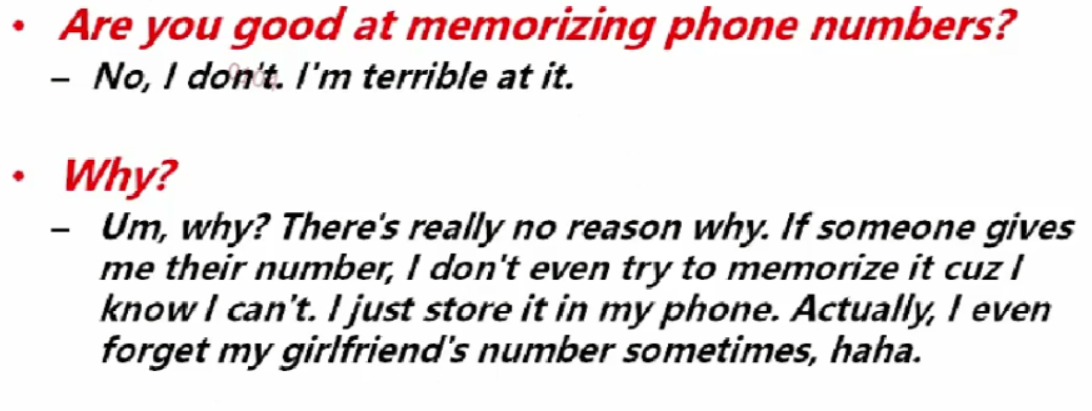 • Are you good at memorizing phone numbers?
– No, I don't. I'm terrible at it.
• Why?
– Um, why? There's really no reason why. If someone gives
me their number, I don't even try to memorize it cuz I
know I can't. I just store it in my phone. Actually, I even
forget my girlfriend's number sometimes, haha.